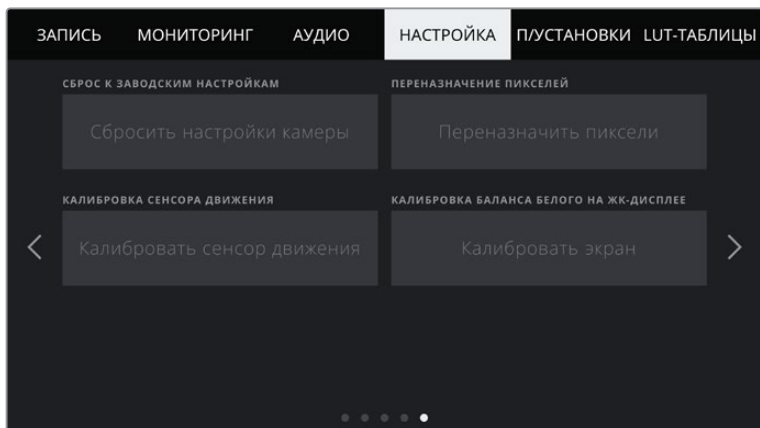 ЗАПИСЬ МОНИТОРИНГ АУДИО НАСТРОЙКА П/УСТАНОВКИ LUT-ТАБЛИЦЫ
СБРОС К ЗАВОДСКИМ НАСТРОЙКАМ ПЕРЕНАЗНАЧЕНИЕ ПИКСЕЛЕЙ
Сбросить настройки камеры Переназначить пиксели
КАЛИБРОВКА СЕНСОРА ДВИЖЕНИЯ КАЛИБРОВКА БАЛАНСА БЕЛОГО НА ЖК-ДИСПЛЕЕ
Калибровать сенсор движения Калибровать экран